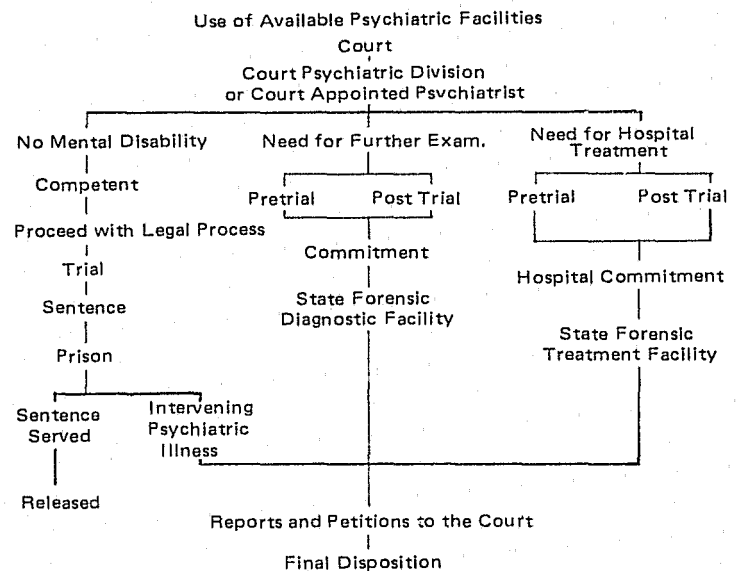 Use of Available Psychiatric Facilities
Court
Court Psychiatric Division
or Court Appointed Psychiatrist
No Mental Disability
Need for Further Exam.
Need for Hospital
Treatment
Competent
Pretrial
Post Trial
Pretrial
Post Trial
Proceed with Legal Process
Commitment
Trial
Hospital Commitment
Sentence
State Forensic
Diagnostic Facility
State Forensic
Treatment Facility
Prison
Sentence
Served
Intervening
Psychiatric
Illness
Released
Reports and Petitions to the Court
Final Disposition